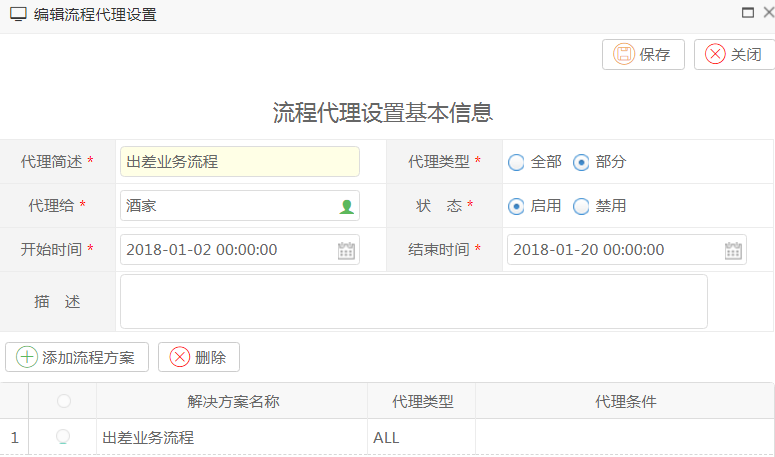 编辑流程代理设置
保存 关闭
流程代理设置基本信息
代理简述 * 出差业务流程 代理类型 * 全部 部分
代理给 * 酒家 状 态 * 启用 禁用
开始时间 * 2018-01-02 00:00:00 结束时间 * 2018-01-20 00:00:00
描 述
添加流程方案 删除
解决方案名称 代理类型 代理条件
1 出差业务流程 ALL